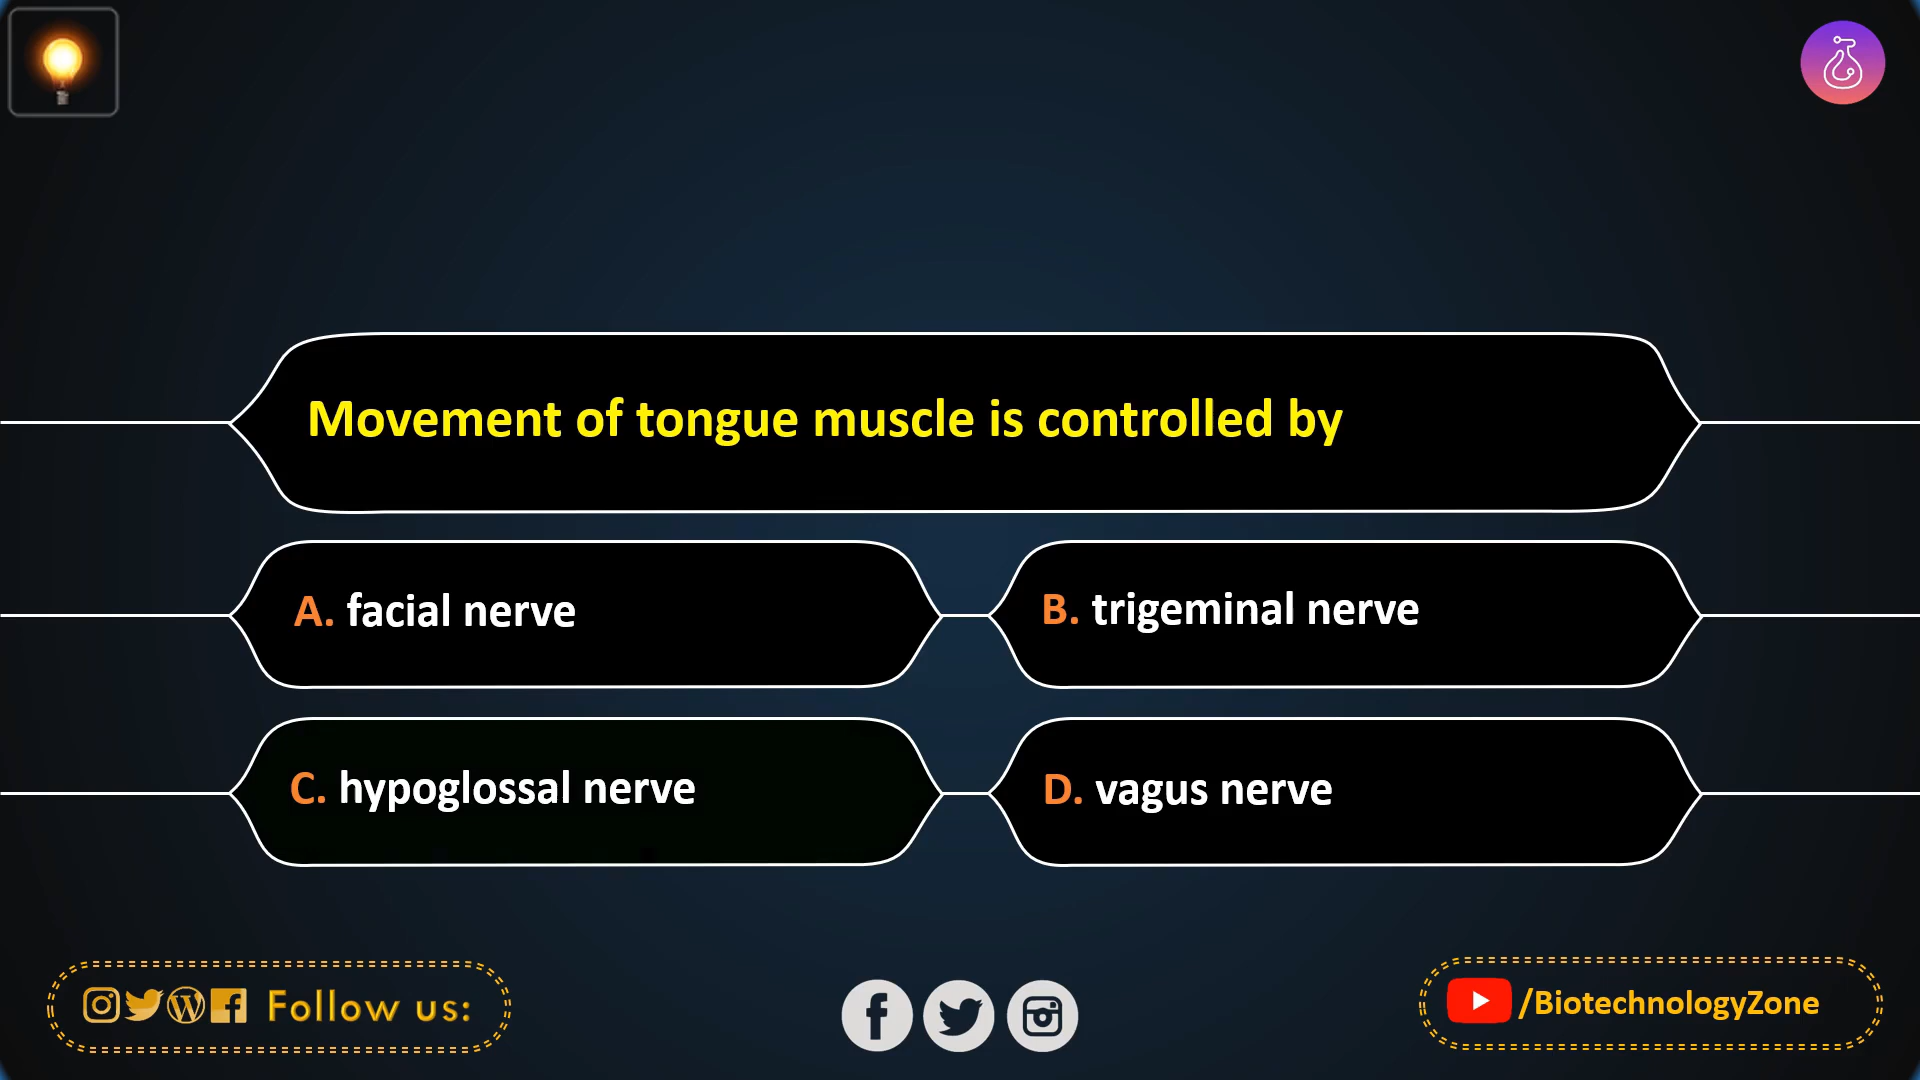 Movement of tongue muscle is controlled by
A. facial nerve
B. trigeminal nerve
C. hypoglossal nerve
D. vagus nerve
Follow us:
/BiotechnologyZone